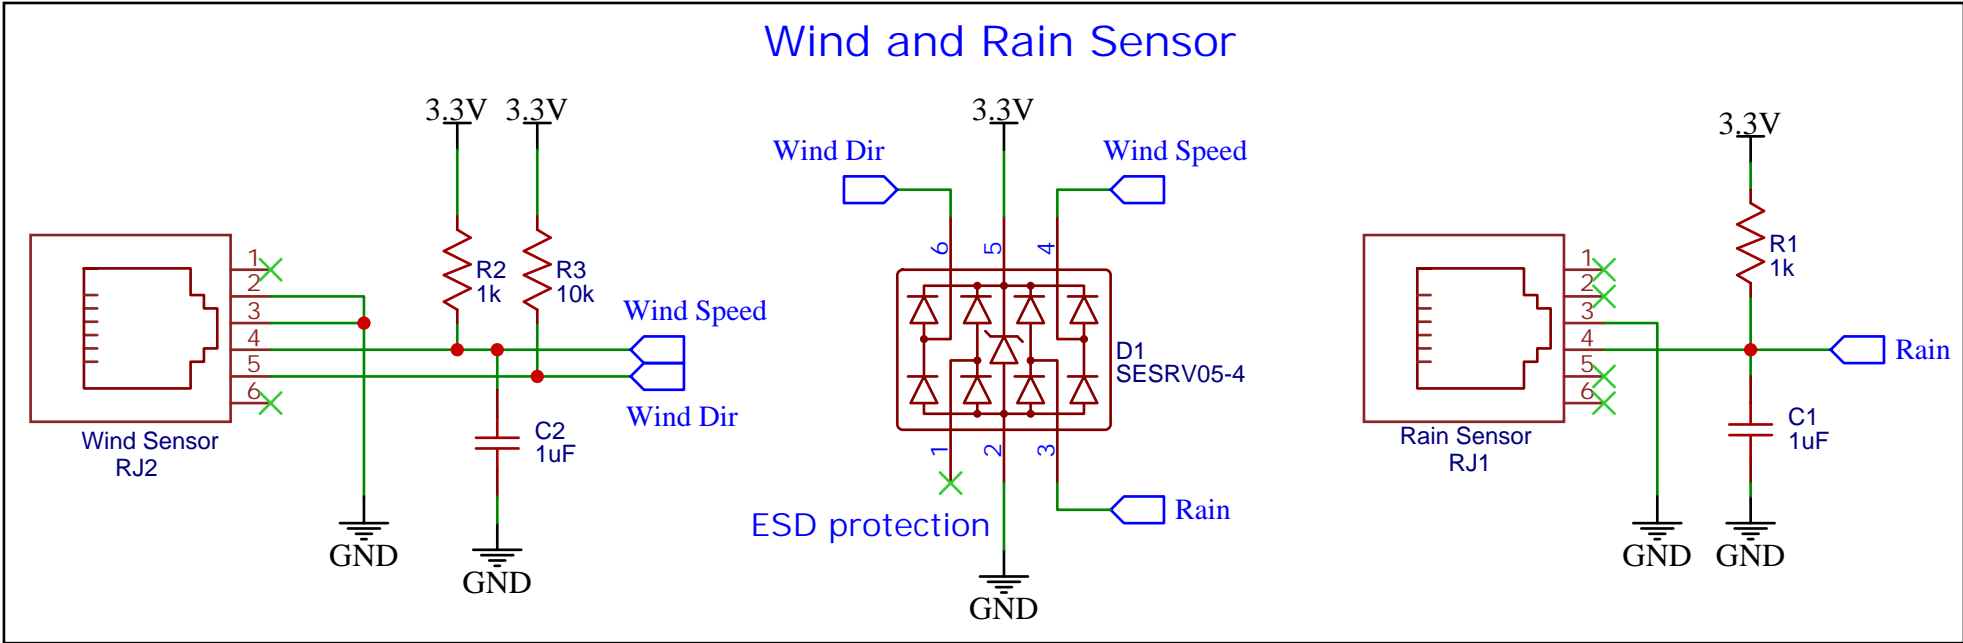 Wind and Rain Sensor
3.3V 3.3V
3.3V
3.3V
Wind Dir
Wind Speed
1
2
3
4
5
6
R2
1k
R3
10k
Wind Speed
Wind Dir
Wind Sensor
RJ2
C2
1uF
GND
GND
6
5
4
D1
SESRV05-4
1
2
3
ESD protection
Rain
GND
1
2
3
4
5
6
R1
1k
Rain
Rain Sensor
RJ1
C1
1uF
GND
GND